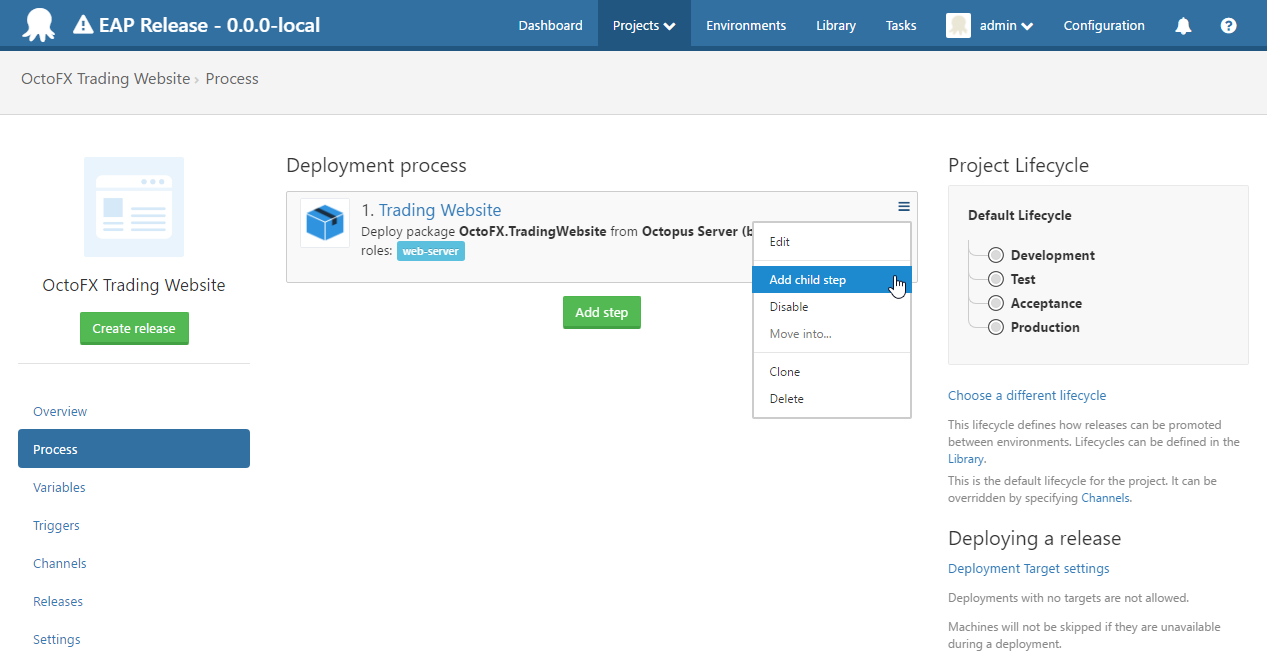 EAP Release - 0.0.0-local
Dashboard
Projects
Environments
Library
Tasks
admin
Configuration
OctoFX Trading Website › Process
OctoFX Trading Website
Create release
Overview
Process
Variables
Triggers
Channels
Releases
Settings
Deployment process
1. Trading Website
Deploy package OctoFX.TradingWebsite from Octopus Server (b
roles: web-server
Add step
Edit
Add child step
Disable
Move into...
Clone
Delete
Project Lifecycle
Default Lifecycle
Development
Test
Acceptance
Production
Choose a different lifecycle
This lifecycle defines how releases can be promoted
between environments. Lifecycles can be defined in the
Library.
This is the default lifecycle for the project. It can be
overridden by specifying Channels.
Deploying a release
Deployment Target settings
Deployments with no targets are not allowed.
Machines will not be skipped if they are unavailable
during a deployment.